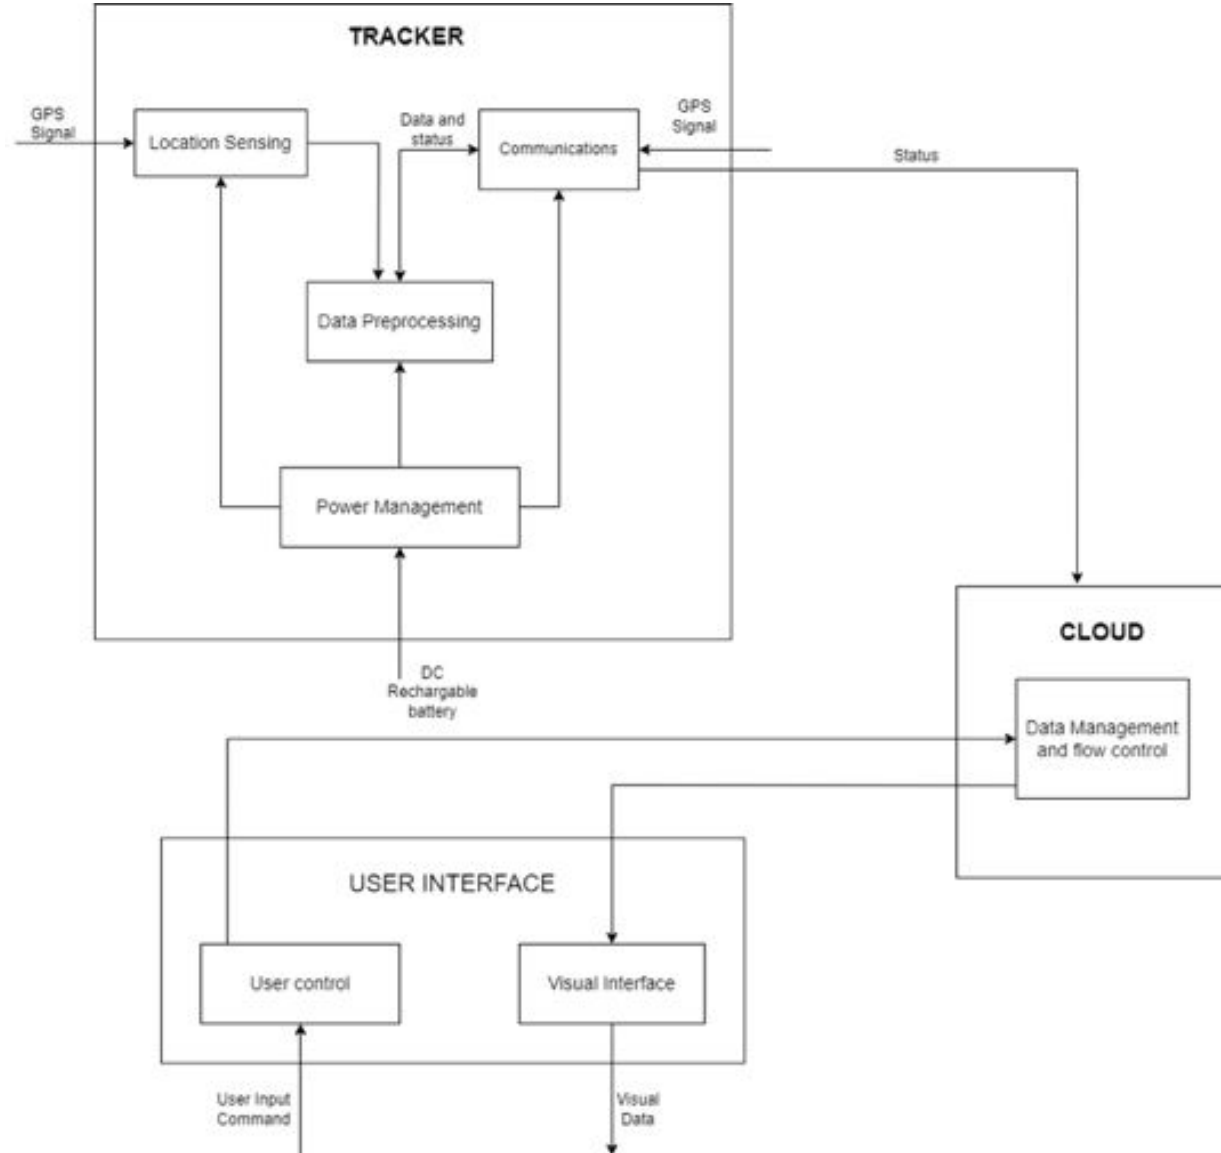 TRACKER
GPS
Signal
Location Sensing
Data and
status
Communications
GPS
Signal
Status
Data Preprocessing
Power Management
DC
Rechargable
battery
CLOUD
Data Management
and flow control
USER INTERFACE
User control
Visual Interface
User Input
Command
Visual
Data